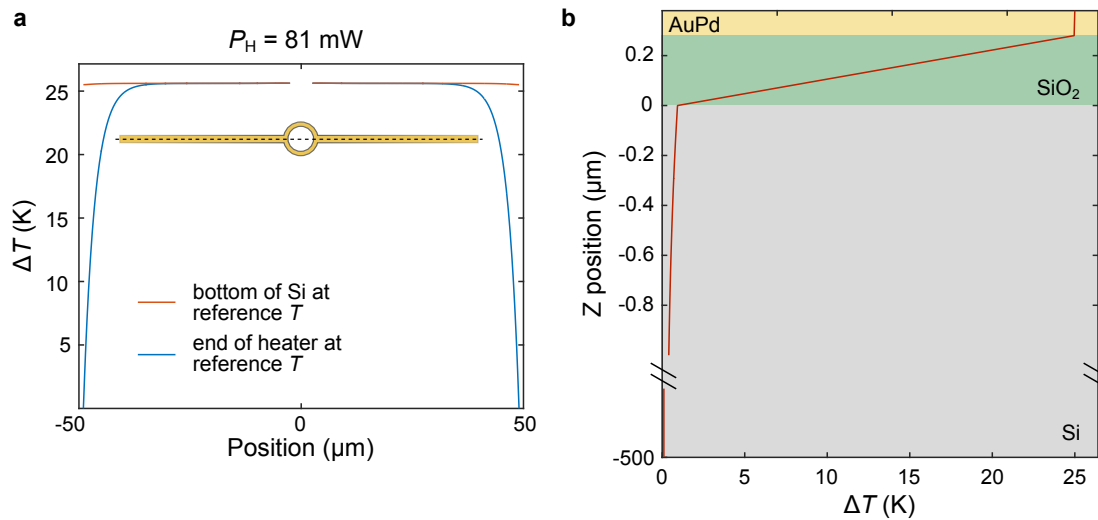 a
P_H = 81 mW
25
20
15
10
5
ΔT (K)
bottom of Si at
reference T
end of heater at
reference T
-50
0
50
Position (μm)
b
AuPd
SiO₂
Si
0.2
0
-0.2
-0.4
-0.6
-0.8
-500
Z position (μm)
0
5
10
15
20
25
ΔT (K)